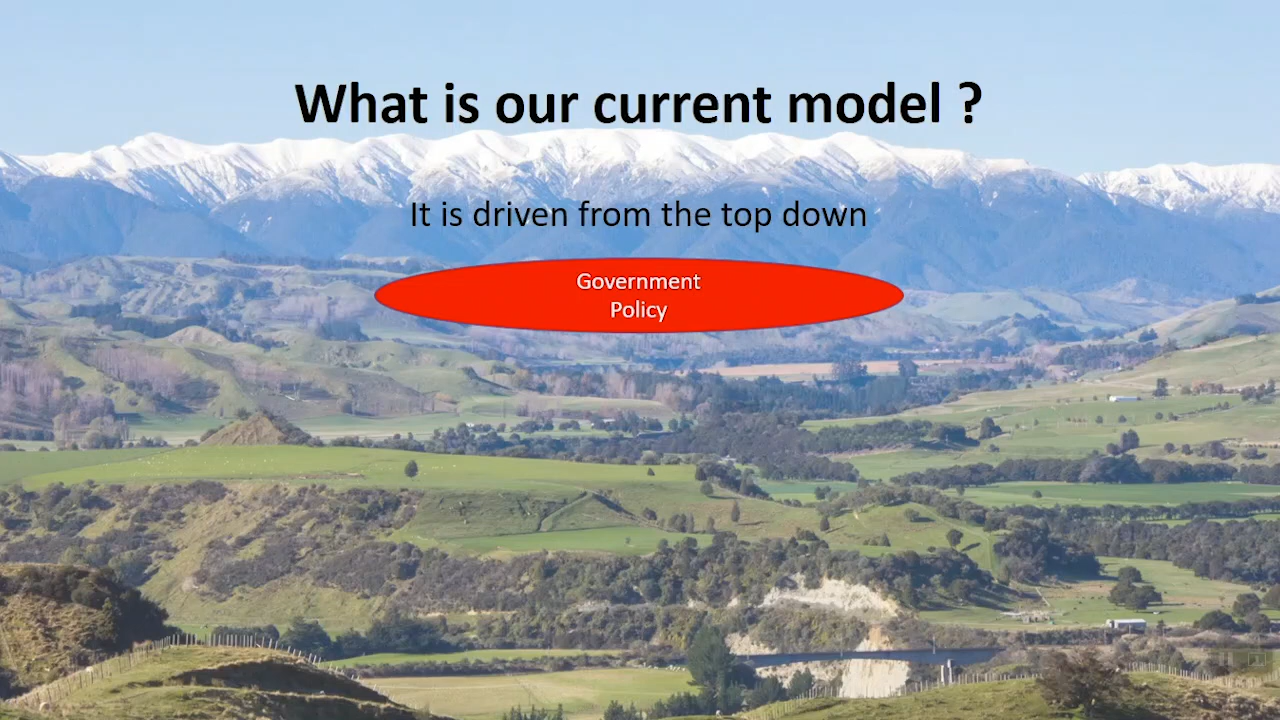 What is our current model ?
It is driven from the top down
Government
Policy